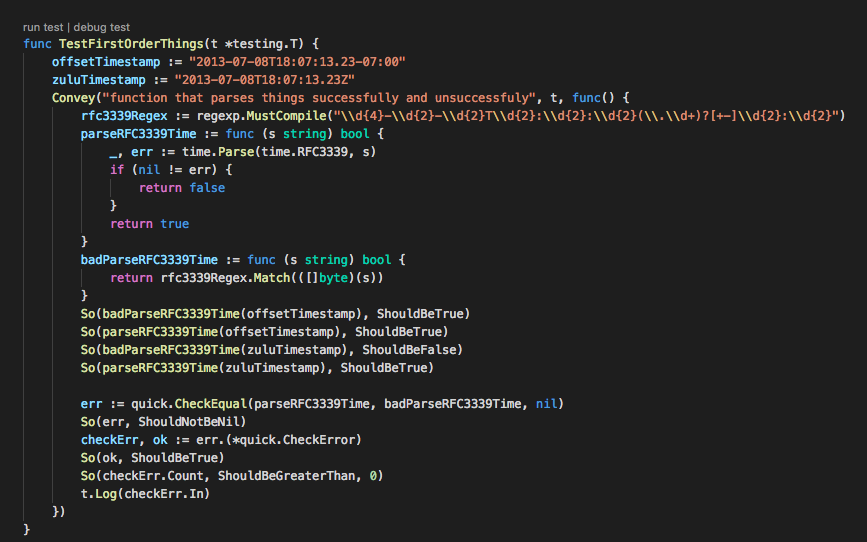 run test | debug test
func TestFirstOrderThings(t *testing.T) {
    offsetTimestamp := "2013-07-08T18:07:13.23-07:00"
    zuluTimestamp := "2013-07-08T18:07:13.23Z"
    Convey("function that parses things successfully and unsuccessfuly", t, func() {
        rfc3339Regex := regexp.MustCompile("\\d{4}-\\d{2}-\\d{2}T\\d{2}:\\d{2}:\\d{2}(\\.\\d+)?[+-]\\d{2}:\\d{2}")
        parseRFC3339Time := func (s string) bool {
            _, err := time.Parse(time.RFC3339, s)
            if (nil != err) {
                return false
            }
            return true
        }
        badParseRFC3339Time := func (s string) bool {
            return rfc3339Regex.Match(([]byte)(s))
        }
        So(badParseRFC3339Time(offsetTimestamp), ShouldBeTrue)
        So(parseRFC3339Time(offsetTimestamp), ShouldBeTrue)
        So(badParseRFC3339Time(zuluTimestamp), ShouldBeFalse)
        So(parseRFC3339Time(zuluTimestamp), ShouldBeTrue)

        err := quick.CheckEqual(parseRFC3339Time, badParseRFC3339Time, nil)
        So(err, ShouldNotBeNil)
        checkErr, ok := err.(*quick.CheckError)
        So(ok, ShouldBeTrue)
        So(checkErr.Count, ShouldBeGreaterThan, 0)
        t.Log(checkErr.In)
    })
}